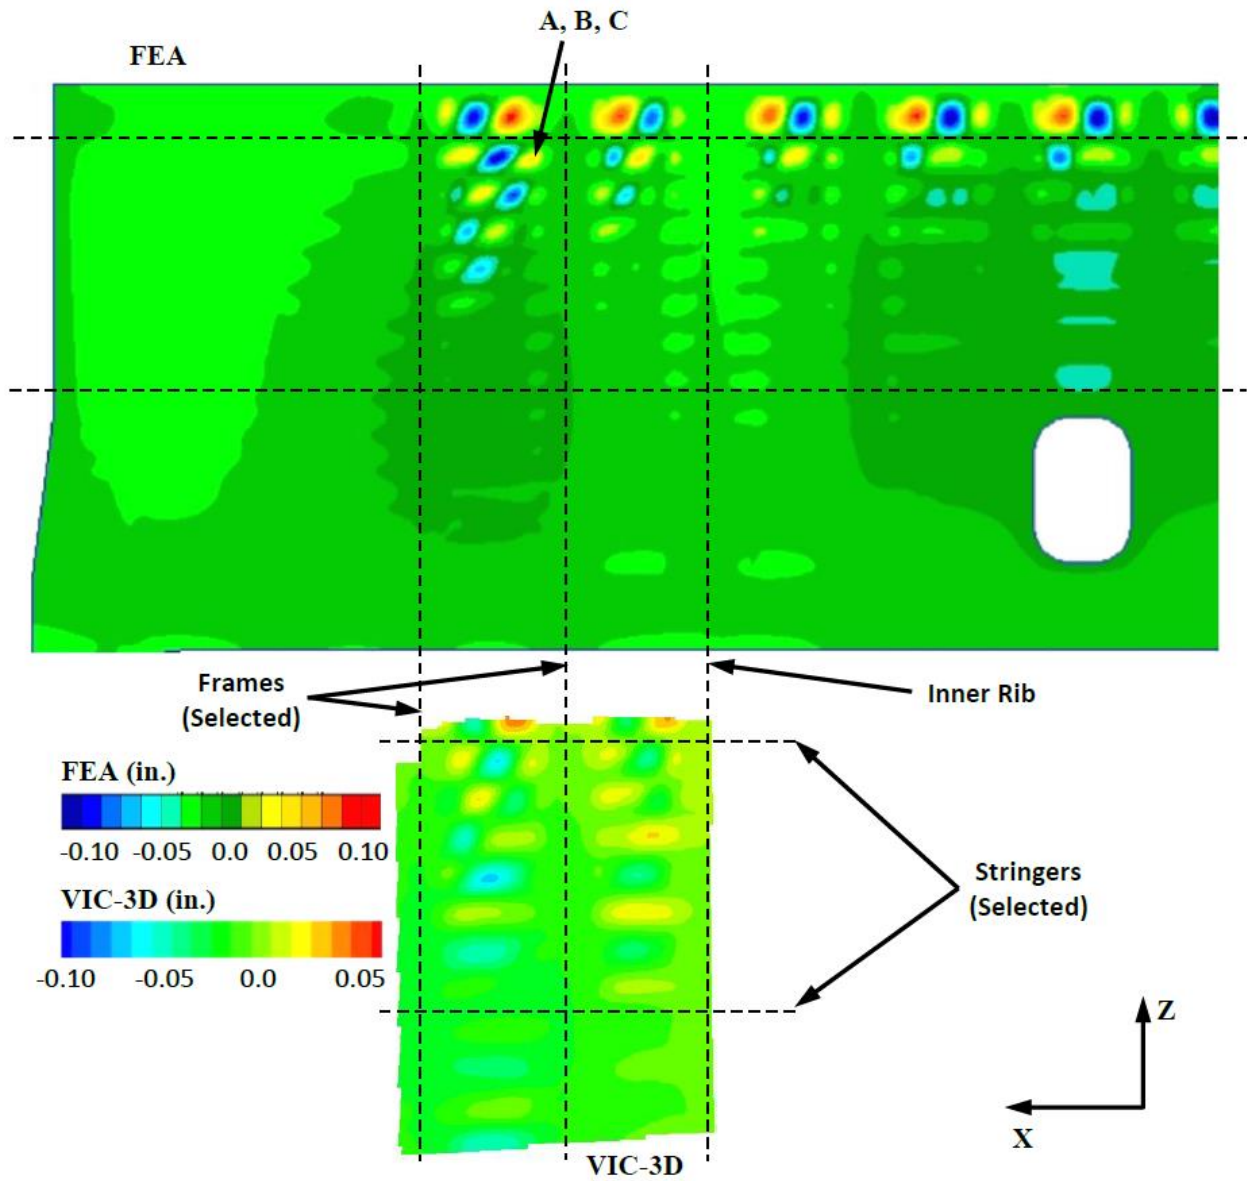 A, B, C
FEA
Frames
(Selected)
Inner Rib
FEA (in.)
-0.10 -0.05 0.0 0.05 0.10
VIC-3D (in.)
-0.10 -0.05 0.0 0.05
Stringers
(Selected)
Z
X
VIC-3D